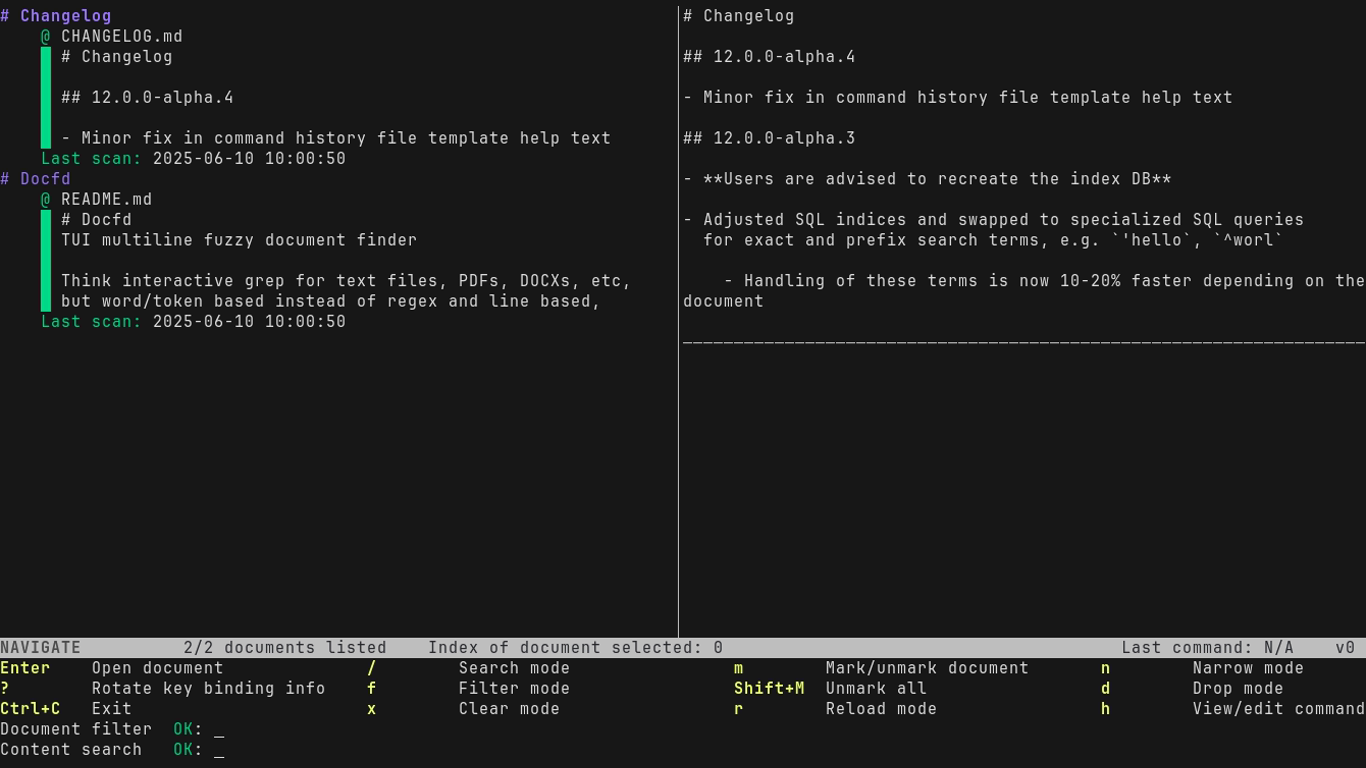 # Changelog
@ CHANGELOG.md
# Changelog
## 12.0.0-alpha.4
- Minor fix in command history file template help text
Last scan: 2025-06-10 10:00:50
# Docfd
@ README.md
# Docfd
TUI multiline fuzzy document finder
Think interactive grep for text files, PDFs, DOCXs, etc,
but word/token based instead of regex and line based,
Last scan: 2025-06-10 10:00:50
# Changelog
## 12.0.0-alpha.4
- Minor fix in command history file template help text
## 12.0.0-alpha.3
- **Users are advised to recreate the index DB**
- Adjusted SQL indices and swapped to specialized SQL queries
for exact and prefix search terms, e.g. `'hello`, `^worl`
- Handling of these terms is now 10-20% faster depending on the
document
NAVIGATE 2/2 documents listed Index of document selected: 0 Last command: N/A v0
Enter Open document / Search mode m Mark/unmark document n Narrow mode
? Rotate key binding info f Filter mode Shift+M Unmark all d Drop mode
Ctrl+C Exit x Clear mode r Reload mode h View/edit command
Document filter OK: _
Content search OK: _